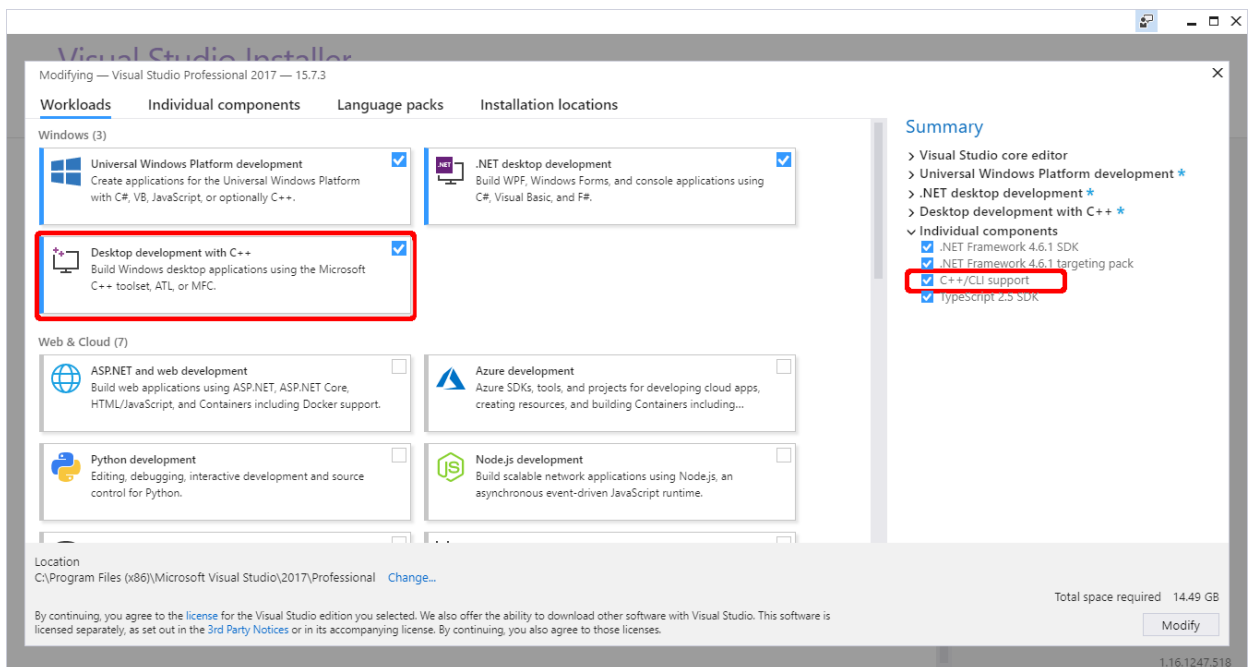 Visual Studio Installer
Modifying — Visual Studio Professional 2017 — 15.7.3
Workloads
Individual components
Language packs
Installation locations
Windows (3)
Universal Windows Platform development
Create applications for the Universal Windows Platform
with C#, VB, JavaScript, or optionally C++.
.NET
.NET desktop development
Build WPF, Windows Forms, and console applications using
C#, Visual Basic, and F#.
Desktop development with C++
Build Windows desktop applications using the Microsoft
C++ toolset, ATL, or MFC.
Web & Cloud (7)
ASP.NET and web development
Build web applications using ASP.NET, ASP.NET Core,
HTML/JavaScript, and Containers including Docker support.
Azure development
Azure SDKs, tools, and projects for developing cloud apps,
creating resources, and building Containers including...
Python development
Editing, debugging, interactive development and source
control for Python.
JS
Node.js development
Build scalable network applications using Node.js, an
asynchronous event-driven JavaScript runtime.
Summary
Visual Studio core editor
Universal Windows Platform development *
.NET desktop development *
Desktop development with C++ *
Individual components
.NET Framework 4.6.1 SDK
.NET Framework 4.6.1 targeting pack
C++/CLI support
TypeScript 2.5 SDK
Location
C:\Program Files (x86)\Microsoft Visual Studio\2017\Professional Change...
By continuing, you agree to the license for the Visual Studio edition you selected. We also offer the ability to download other software with Visual Studio. This software is
licensed separately, as set out in the 3rd Party Notices or in its accompanying license. By continuing, you also agree to those licenses.
Total space required 14.49 GB
Modify
1.16.1247.518